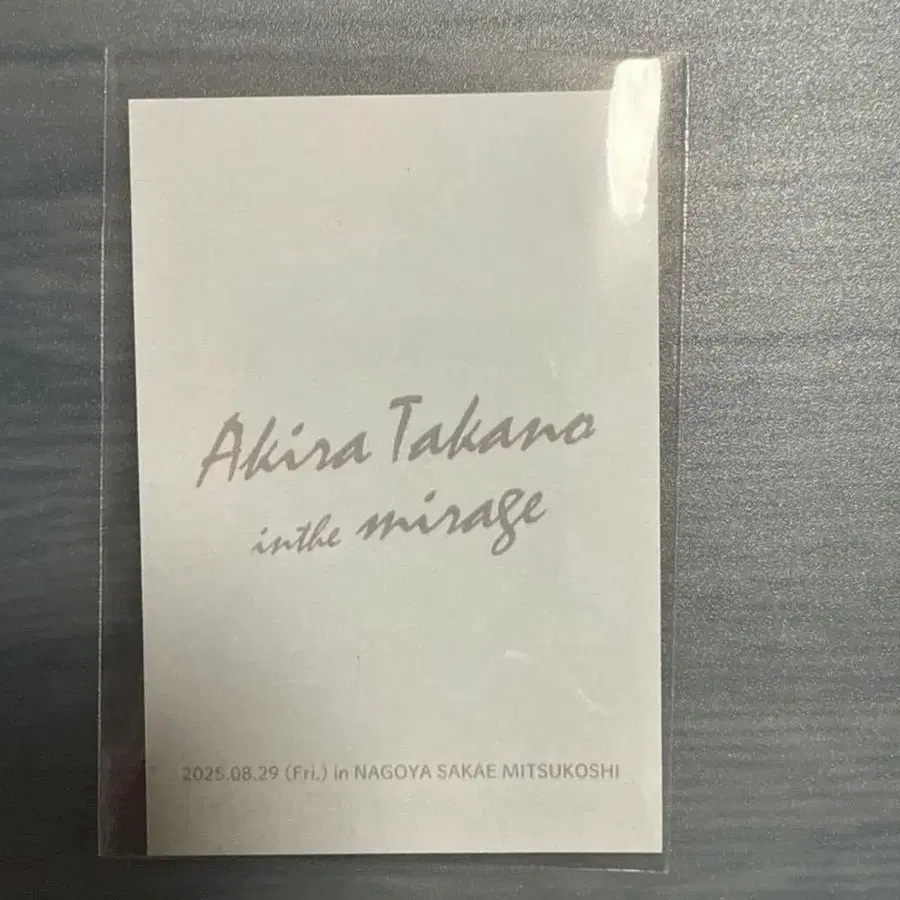 Akira Takano
inthe mirage
2025.08.29 (Fri.) in NAGOYA SAKAE MITSUKOSHI